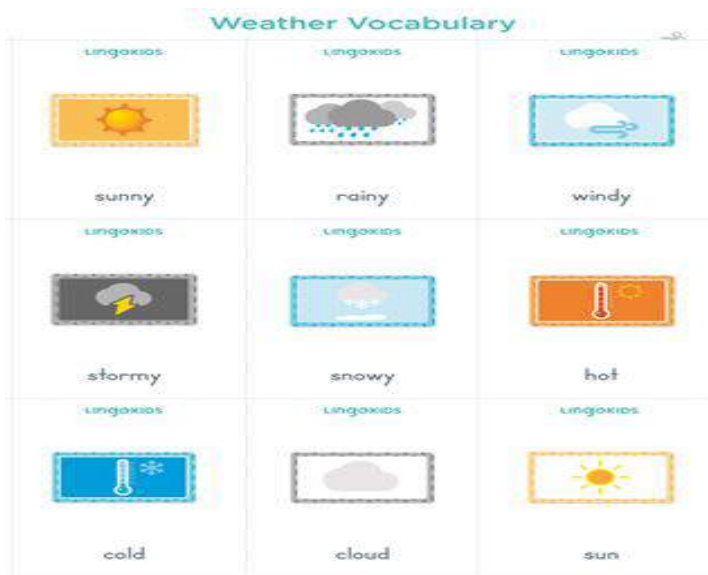 Weather Vocabulary
LINGOKIDS LINGOKIDS LINGOKIDS
sunny rainy windy
LINGOKIDS LINGOKIDS LINGOKIDS
stormy snowy hot
LINGOKIDS LINGOKIDS LINGOKIDS
cold cloud sun